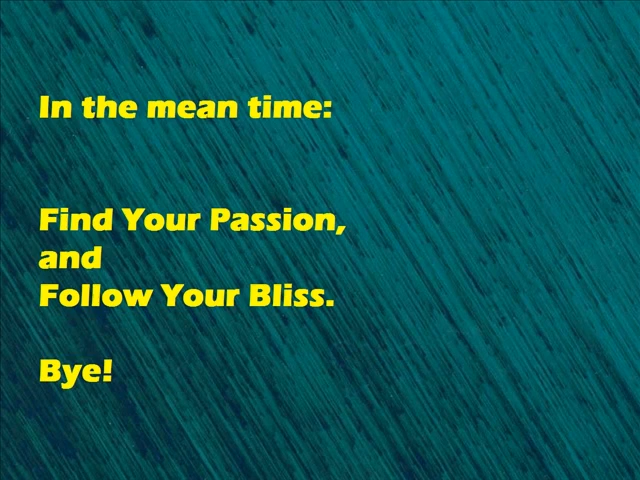 In the mean time:
Find Your Passion,
and
Follow Your Bliss.
Bye!